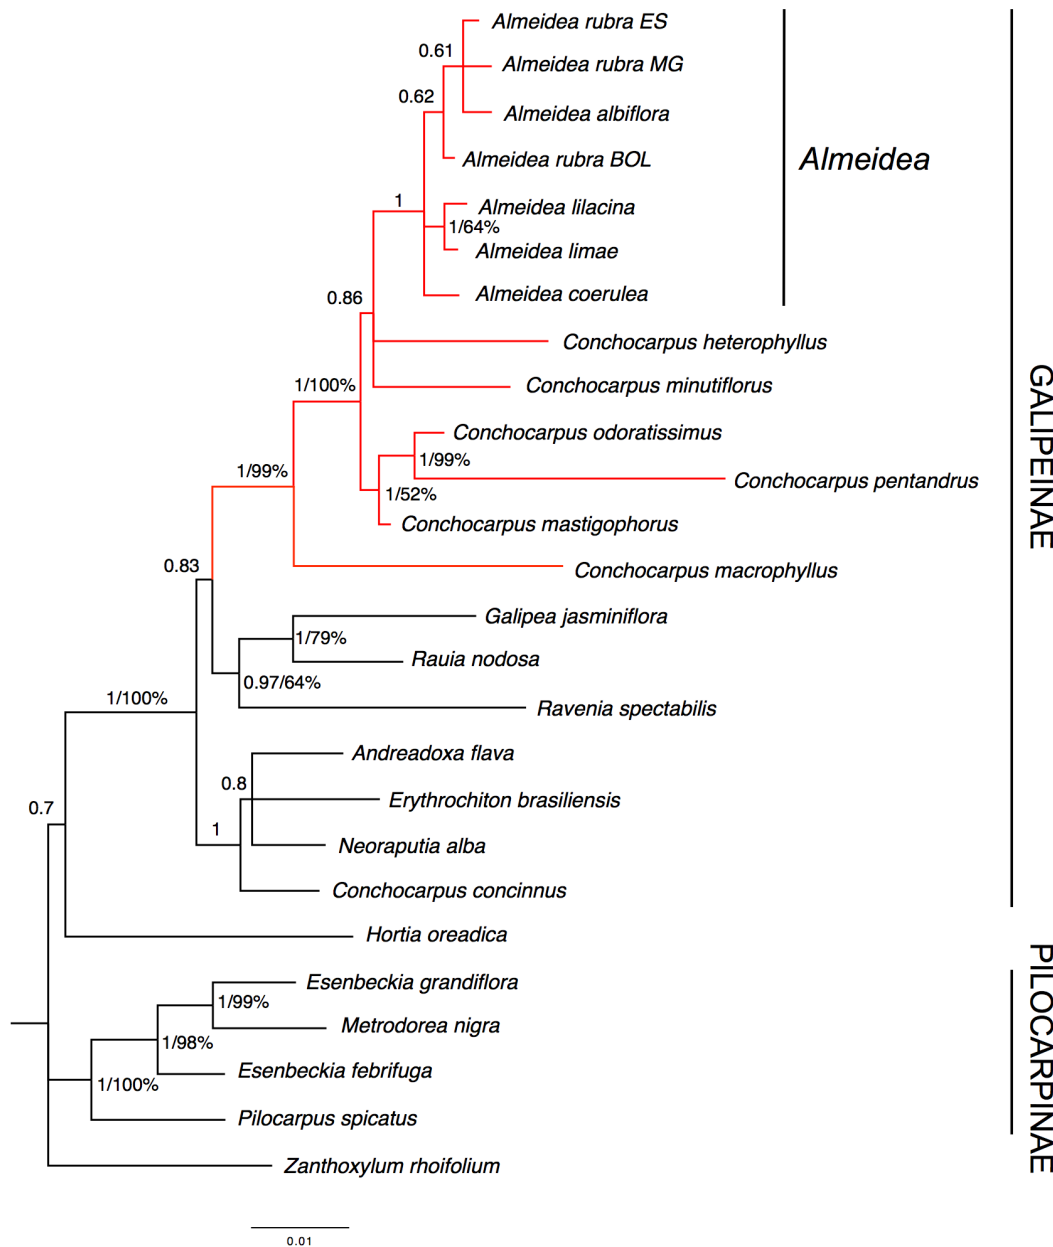 Almeidea rubra ES
0.61
Almeidea rubra MG
0.62
Almeidea albiflora
Almeidea rubra BOL
Almeidea
1
Almeidea lilacina
1/64%
Almeidea limae
Almeidea coerulea
0.86
Conchocarpus heterophyllus
1/100%
Conchocarpus minutiflorus
Conchocarpus odoratissimus
1/99%
1/99%
Conchocarpus pentandrus
1/52%
Conchocarpus mastigophorus
GALIPEINAE
0.83
Conchocarpus macrophyllus
Galipea jasminiflora
1/79%
Rauia nodosa
0.97/64%
1/100%
Ravenia spectabilis
Andreadoxa flava
0.8
Erythrochiton brasiliensis
0.7
1
Neoraputia alba
Conchocarpus concinnus
Hortia oreadica
Esenbeckia grandiflora
1/99%
Metrodorea nigra
1/98%
Esenbeckia febrifuga
1/100%
PILOCARPINAE
Pilocarpus spicatus
Zanthoxylum rhoifolium
0.01